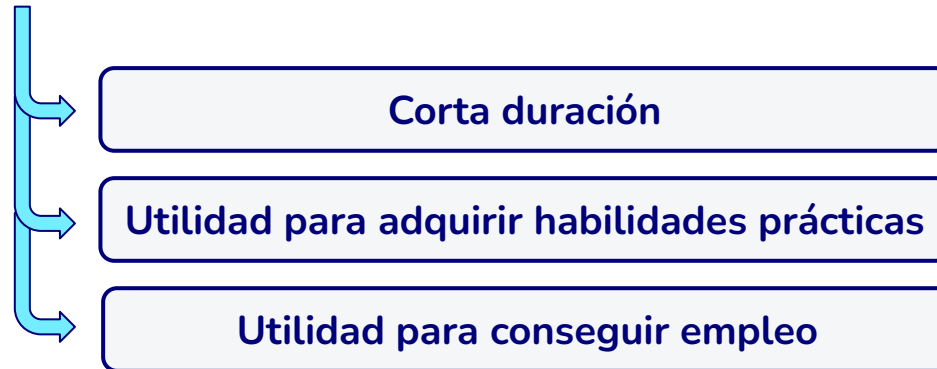 Corta duración
Utilidad para adquirir habilidades prácticas
Utilidad para conseguir empleo